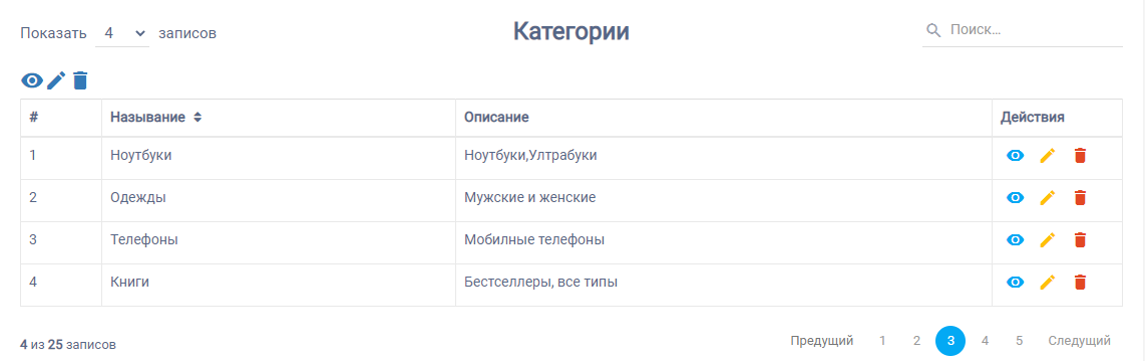 Показать 4 записов
Категории
Поиск...
# Называние Описание Действия
1 Ноутбуки Ноутбуки,Ултрабуки
2 Одежды Мужские и женские
3 Телефоны Мобилные телефоны
4 Книги Бестселлеры, все типы
4 из 25 записов
Предущий 1 2 3 4 5 Следущий